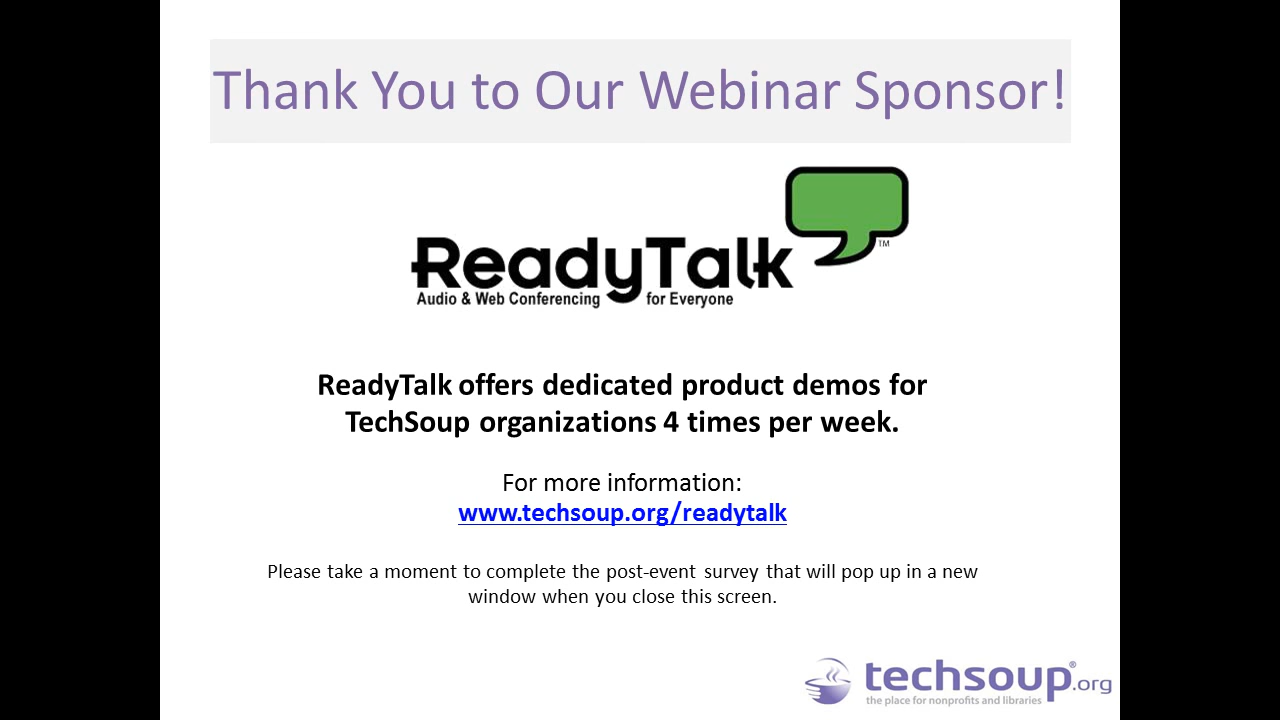 Thank You to Our Webinar Sponsor!
ReadyTalk TM
Audio & Web Conferencing for Everyone
ReadyTalk offers dedicated product demos for
TechSoup organizations 4 times per week.
For more information:
www.techsoup.org/readytalk
Please take a moment to complete the post-event survey that will pop up in a new
window when you close this screen.
techsoup®.org
the place for nonprofits and libraries